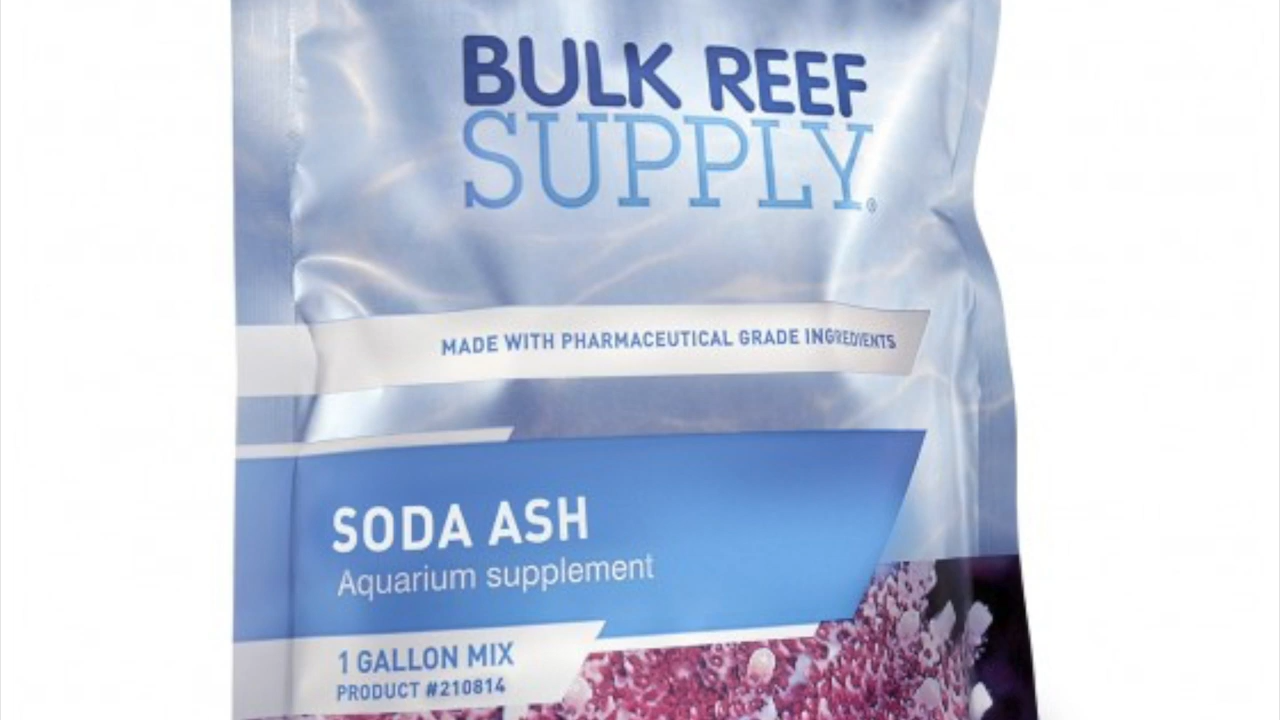 BULK REEF
SUPPLY®
MADE WITH PHARMACEUTICAL GRADE INGREDIENTS
SODA ASH
Aquarium supplement
1 GALLON MIX
PRODUCT #210814